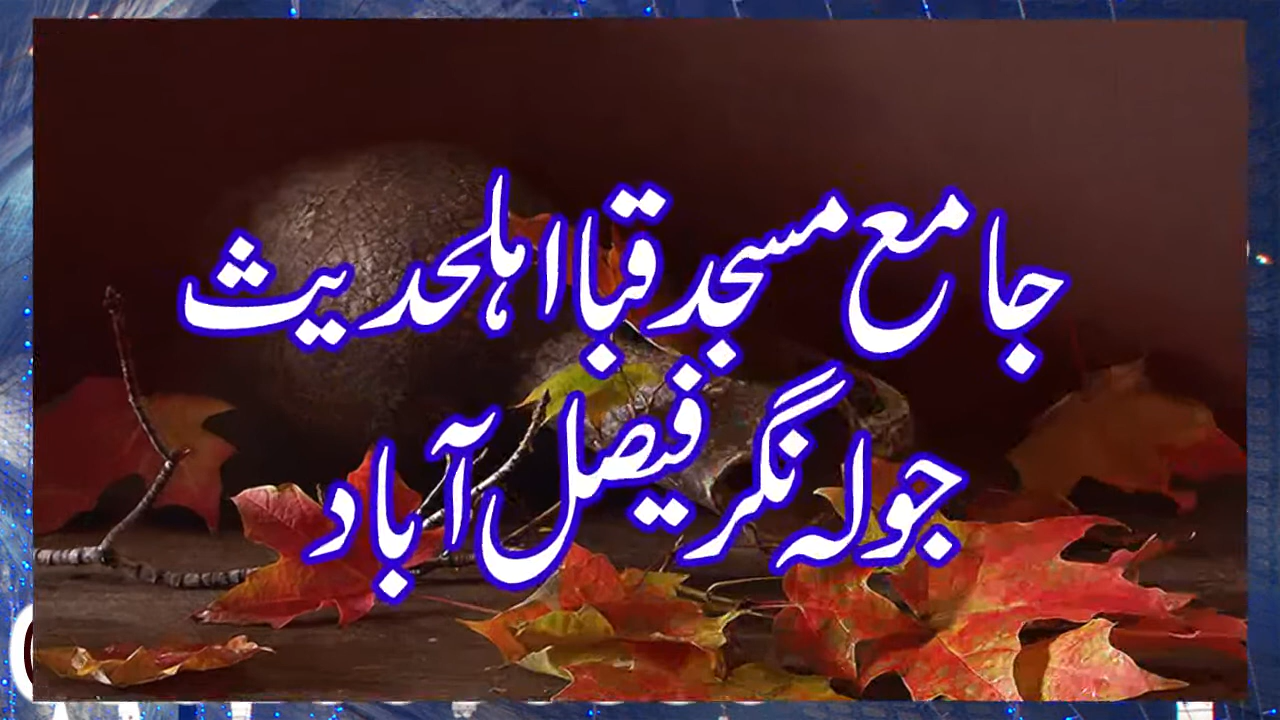 جامع مسجد قبا اہلحدیث
جولہ نگر فیصل آباد